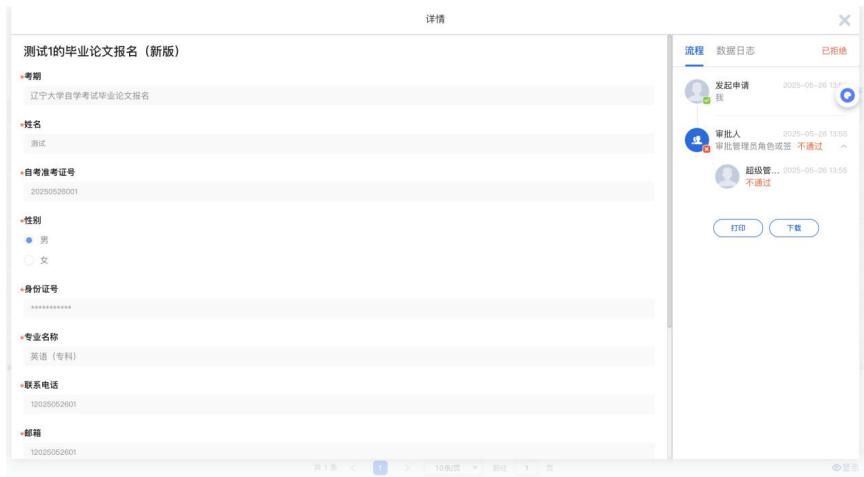 详情
测试1的毕业论文报名（新版）
*考期
辽宁大学自学考试毕业论文报名
*姓名
测试
*自考准考证号
20250526001
*性别
男
女
*身份证号
***********
*专业名称
英语（专科）
*联系电话
12025052601
*邮箱
12025052601
流程 数据日志 已拒绝
发起申请 2025-05-26 13:
我
审批人 2025-05-26 13:55
审批管理员角色或签 不通过
超级管... 2025-05-26 13:55
不通过
打印 下载
共 1 条 1 10条/页 前往 1 页
显示